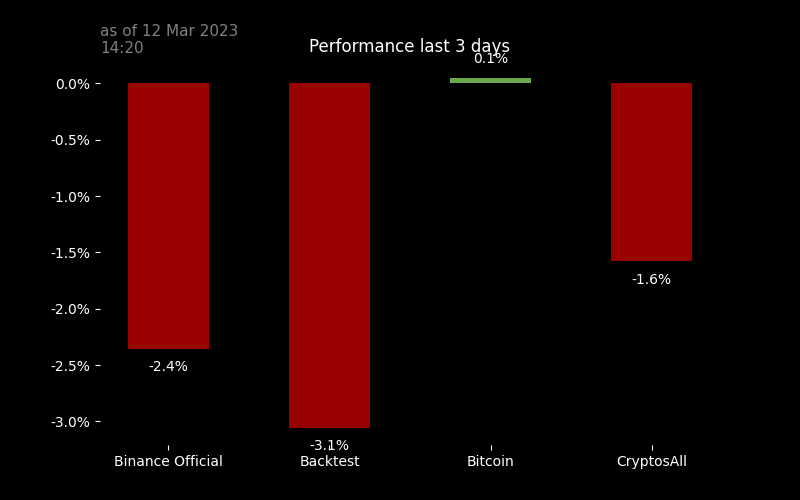 as of 12 Mar 2023
14:20
Performance last 3 days
0.1%
0.0%
-0.5%
-1.0%
-1.5%
-2.0%
-2.5%
-3.0%
-2.4%
-3.1%
-1.6%
Binance Official
Backtest
Bitcoin
CryptosAll